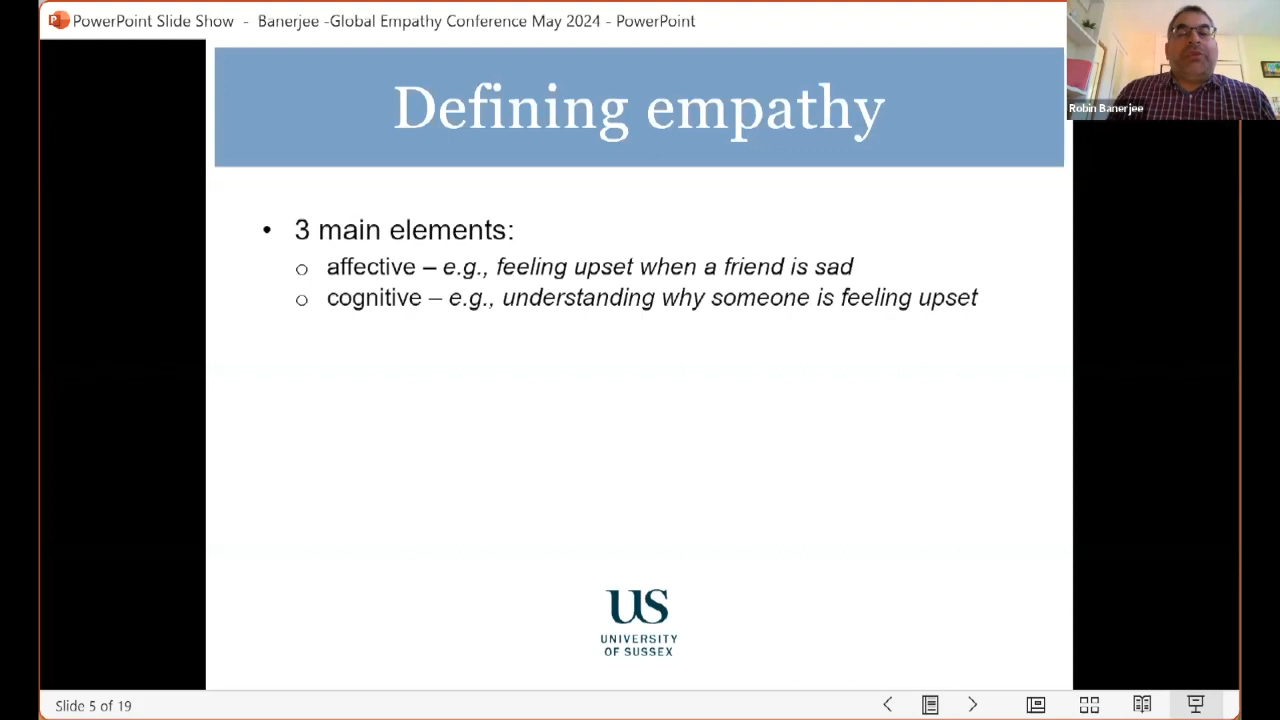 PowerPoint Slide Show - Banerjee -Global Empathy Conference May 2024 - PowerPoint
Robin Banerjee
Defining empathy
• 3 main elements:
o affective – e.g., feeling upset when a friend is sad
o cognitive – e.g., understanding why someone is feeling upset
US
UNIVERSITY
OF SUSSEX
Slide 5 of 19